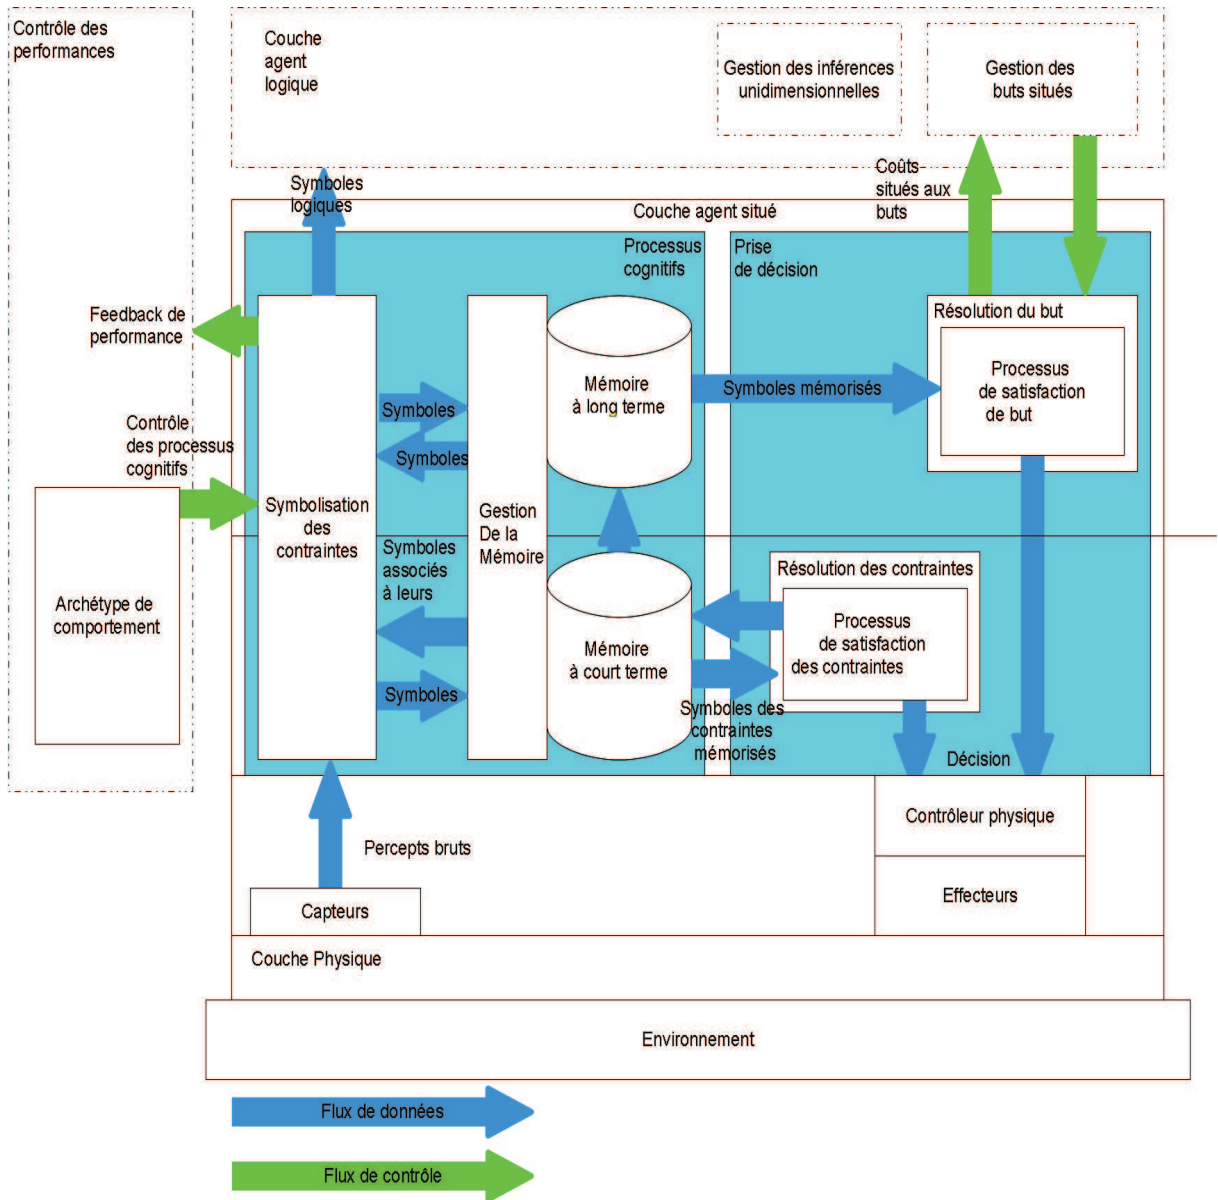 Contrôle des
performances
Couche
agent
logique
Gestion des inférences
unidimensionnelles
Gestion des
buts situés
Symboles
logiques
Coûts
situés aux
buts
Couche agent situé
Processus
cognitifs
Prise
de décision
Feedback de
performance
Résolution du but
Processus
de satisfaction
de but
Mémoire
à long terme
Symboles mémorisés
Symboles
Symboles
Contrôle
des processus
cognitifs
Symbolisation
des
contraintes
Gestion
De la
Mémoire
Symboles
associés
à leurs
Résolution des contraintes
Processus
de satisfaction
des contraintes
Archétype de
comportement
Mémoire
à court terme
Symboles
Symboles des
contraintes
mémorisés
Décision
Contrôleur physique
Percepts bruts
Effecteurs
Capteurs
Couche Physique
Environnement
Flux de données
Flux de contrôle